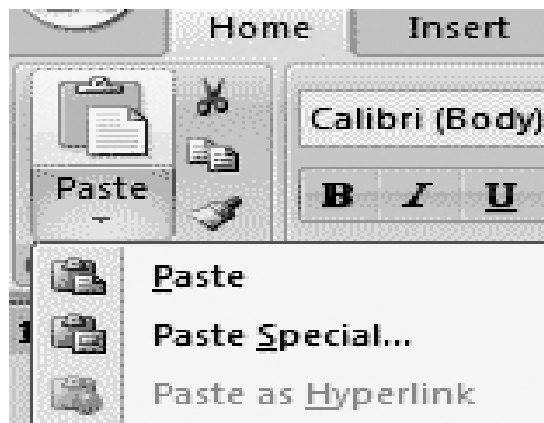 Home Insert
Calibri (Body)
Paste
B I U
Paste
Paste Special...
Paste as Hyperlink